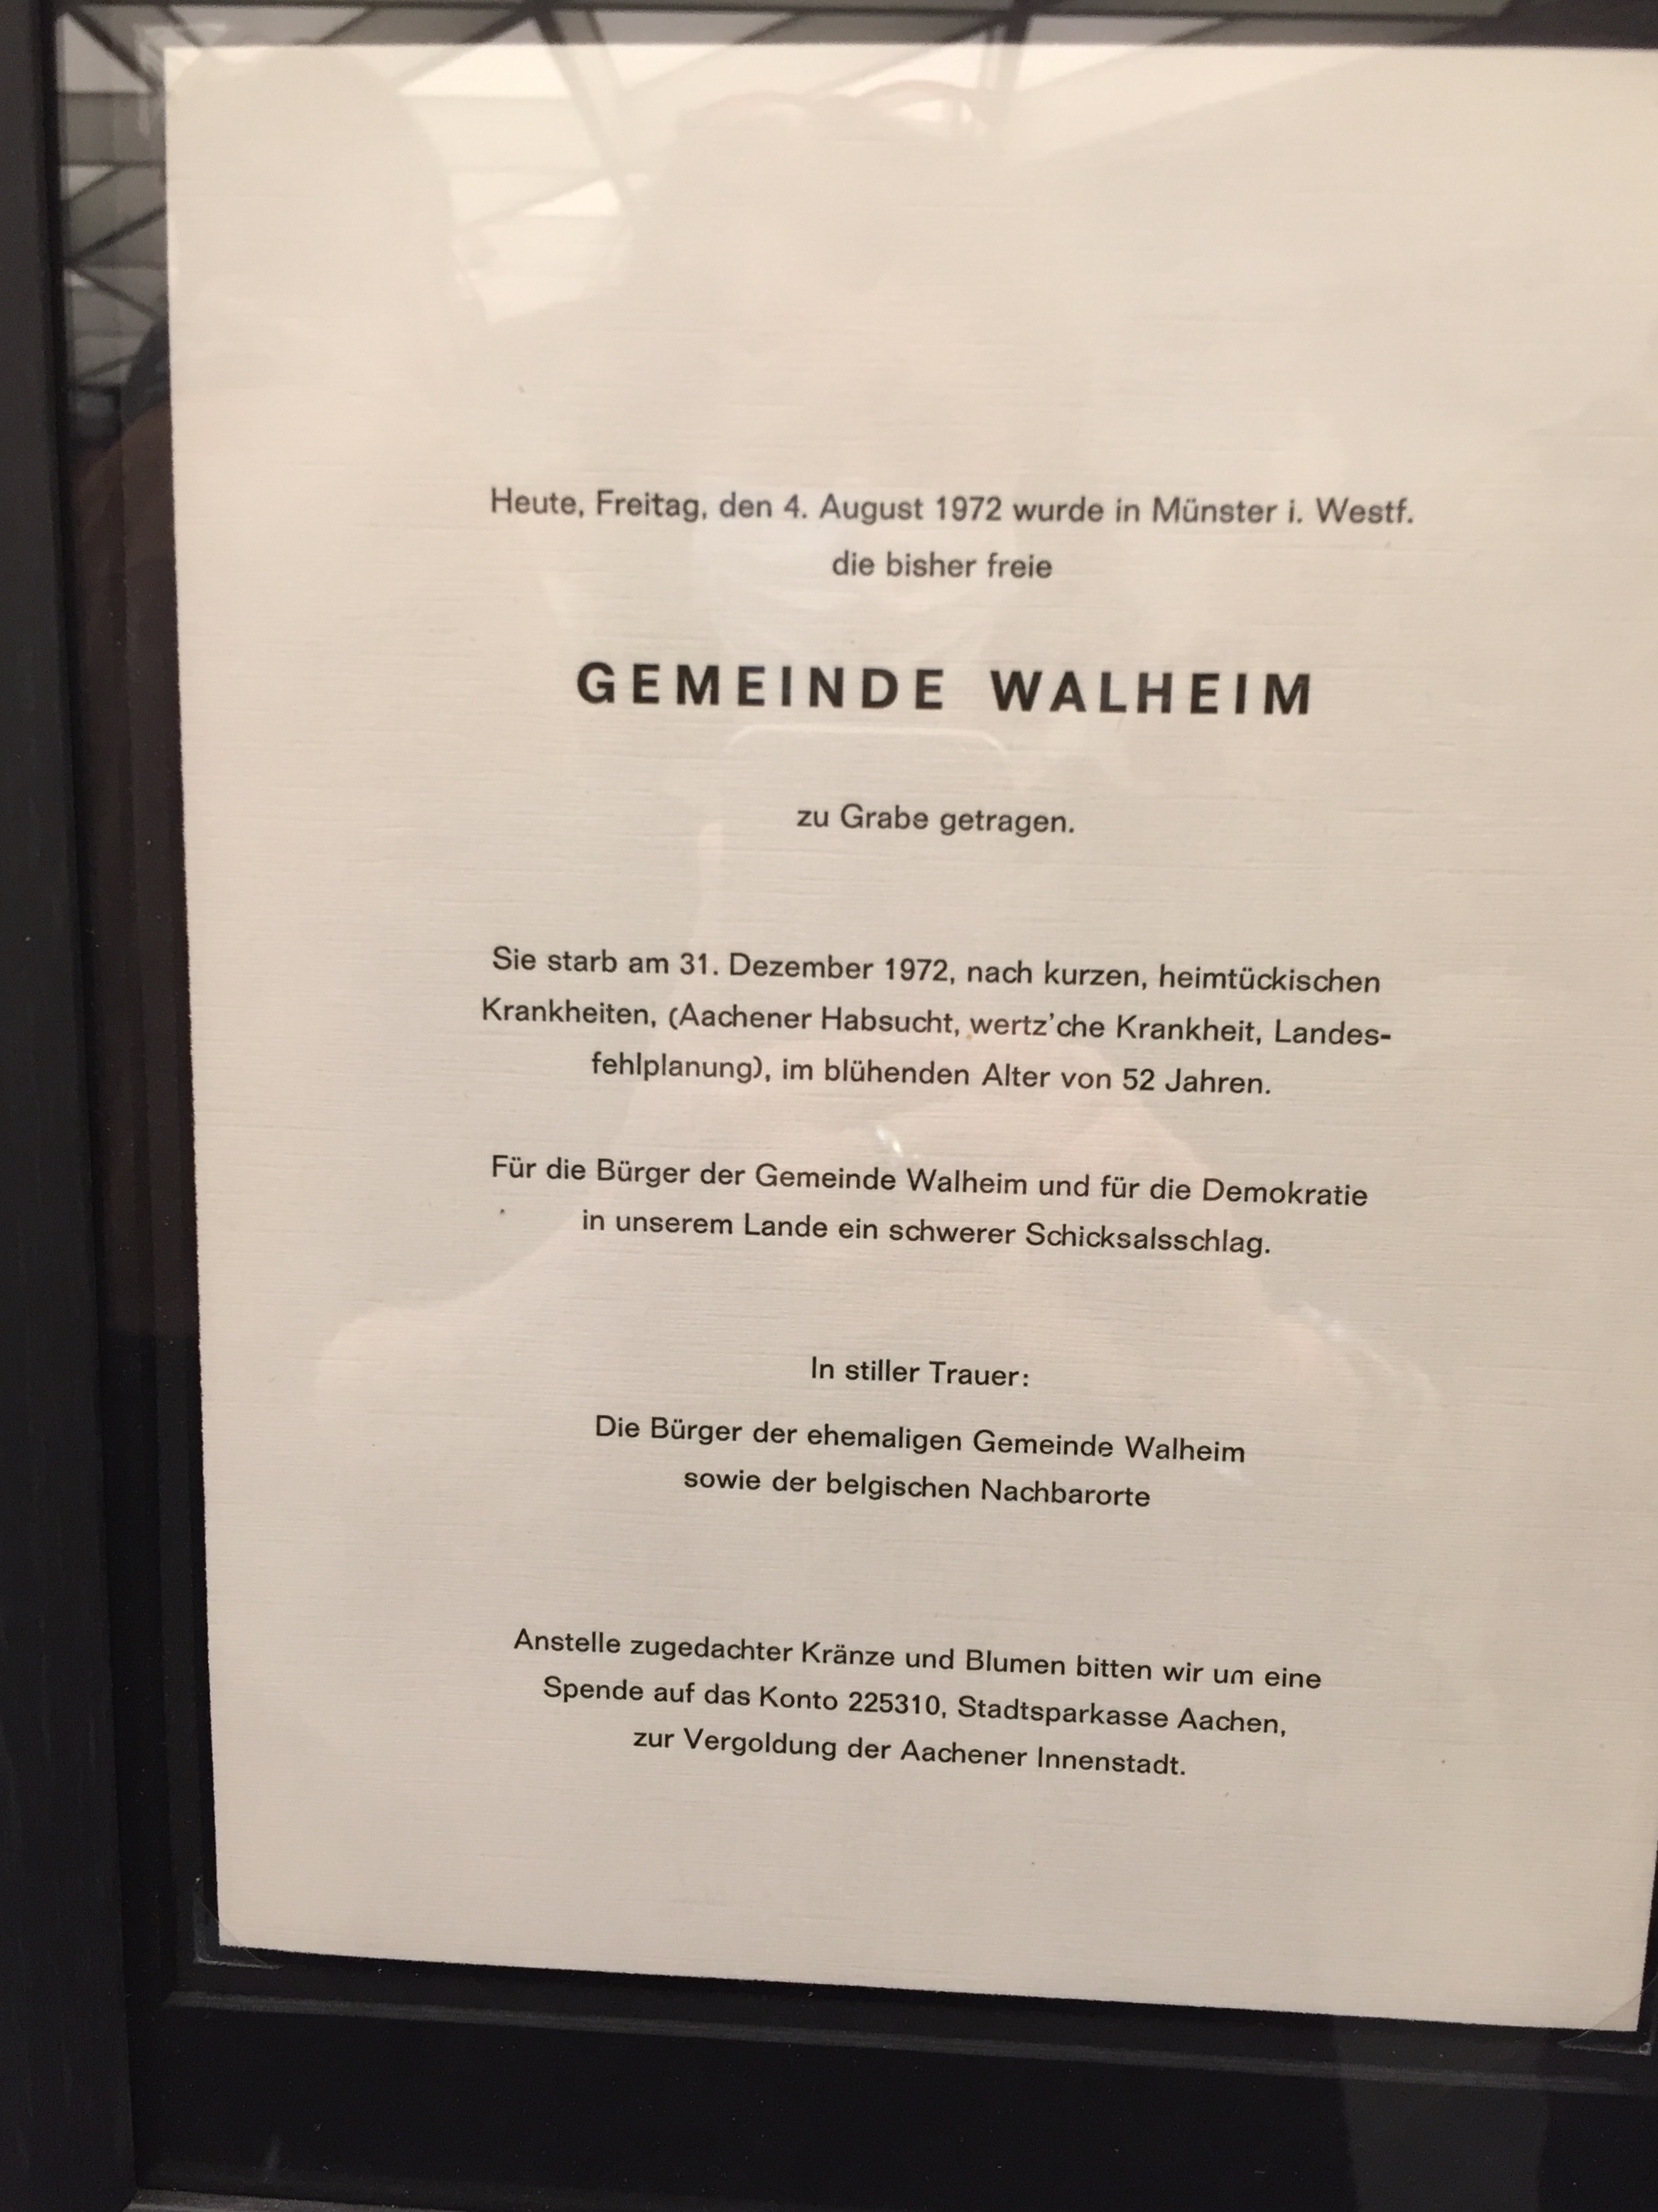 Heute, Freitag, den 4. August 1972 wurde in Münster i. Westf.
die bisher freie
GEMEINDE WALHEIM
zu Grabe getragen.
Sie starb am 31. Dezember 1972, nach kurzen, heimtückischen
Krankheiten, (Aachener Habsucht, wertz'che Krankheit, Landes-
fehlplanung), im blühenden Alter von 52 Jahren.
Für die Bürger der Gemeinde Walheim und für die Demokratie
in unserem Lande ein schwerer Schicksalsschlag.
In stiller Trauer:
Die Bürger der ehemaligen Gemeinde Walheim
sowie der belgischen Nachbarorte
Anstelle zugedachter Kränze und Blumen bitten wir um eine
Spende auf das Konto 225310, Stadtsparkasse Aachen,
zur Vergoldung der Aachener Innenstadt.